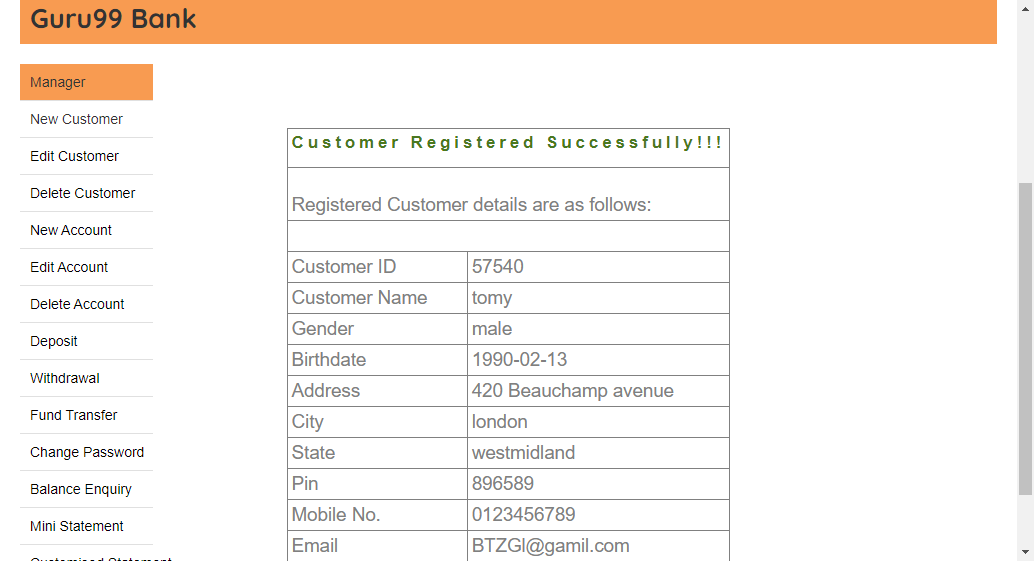 Guru99 Bank
Manager
New Customer
Edit Customer
Delete Customer
New Account
Edit Account
Delete Account
Deposit
Withdrawal
Fund Transfer
Change Password
Balance Enquiry
Mini Statement
Customised Statement
Customer Registered Successfully!!!
Registered Customer details are as follows:
Customer ID 57540
Customer Name tomy
Gender male
Birthdate 1990-02-13
Address 420 Beauchamp avenue
City london
State westmidland
Pin 896589
Mobile No. 0123456789
Email BTZGl@gamil.com